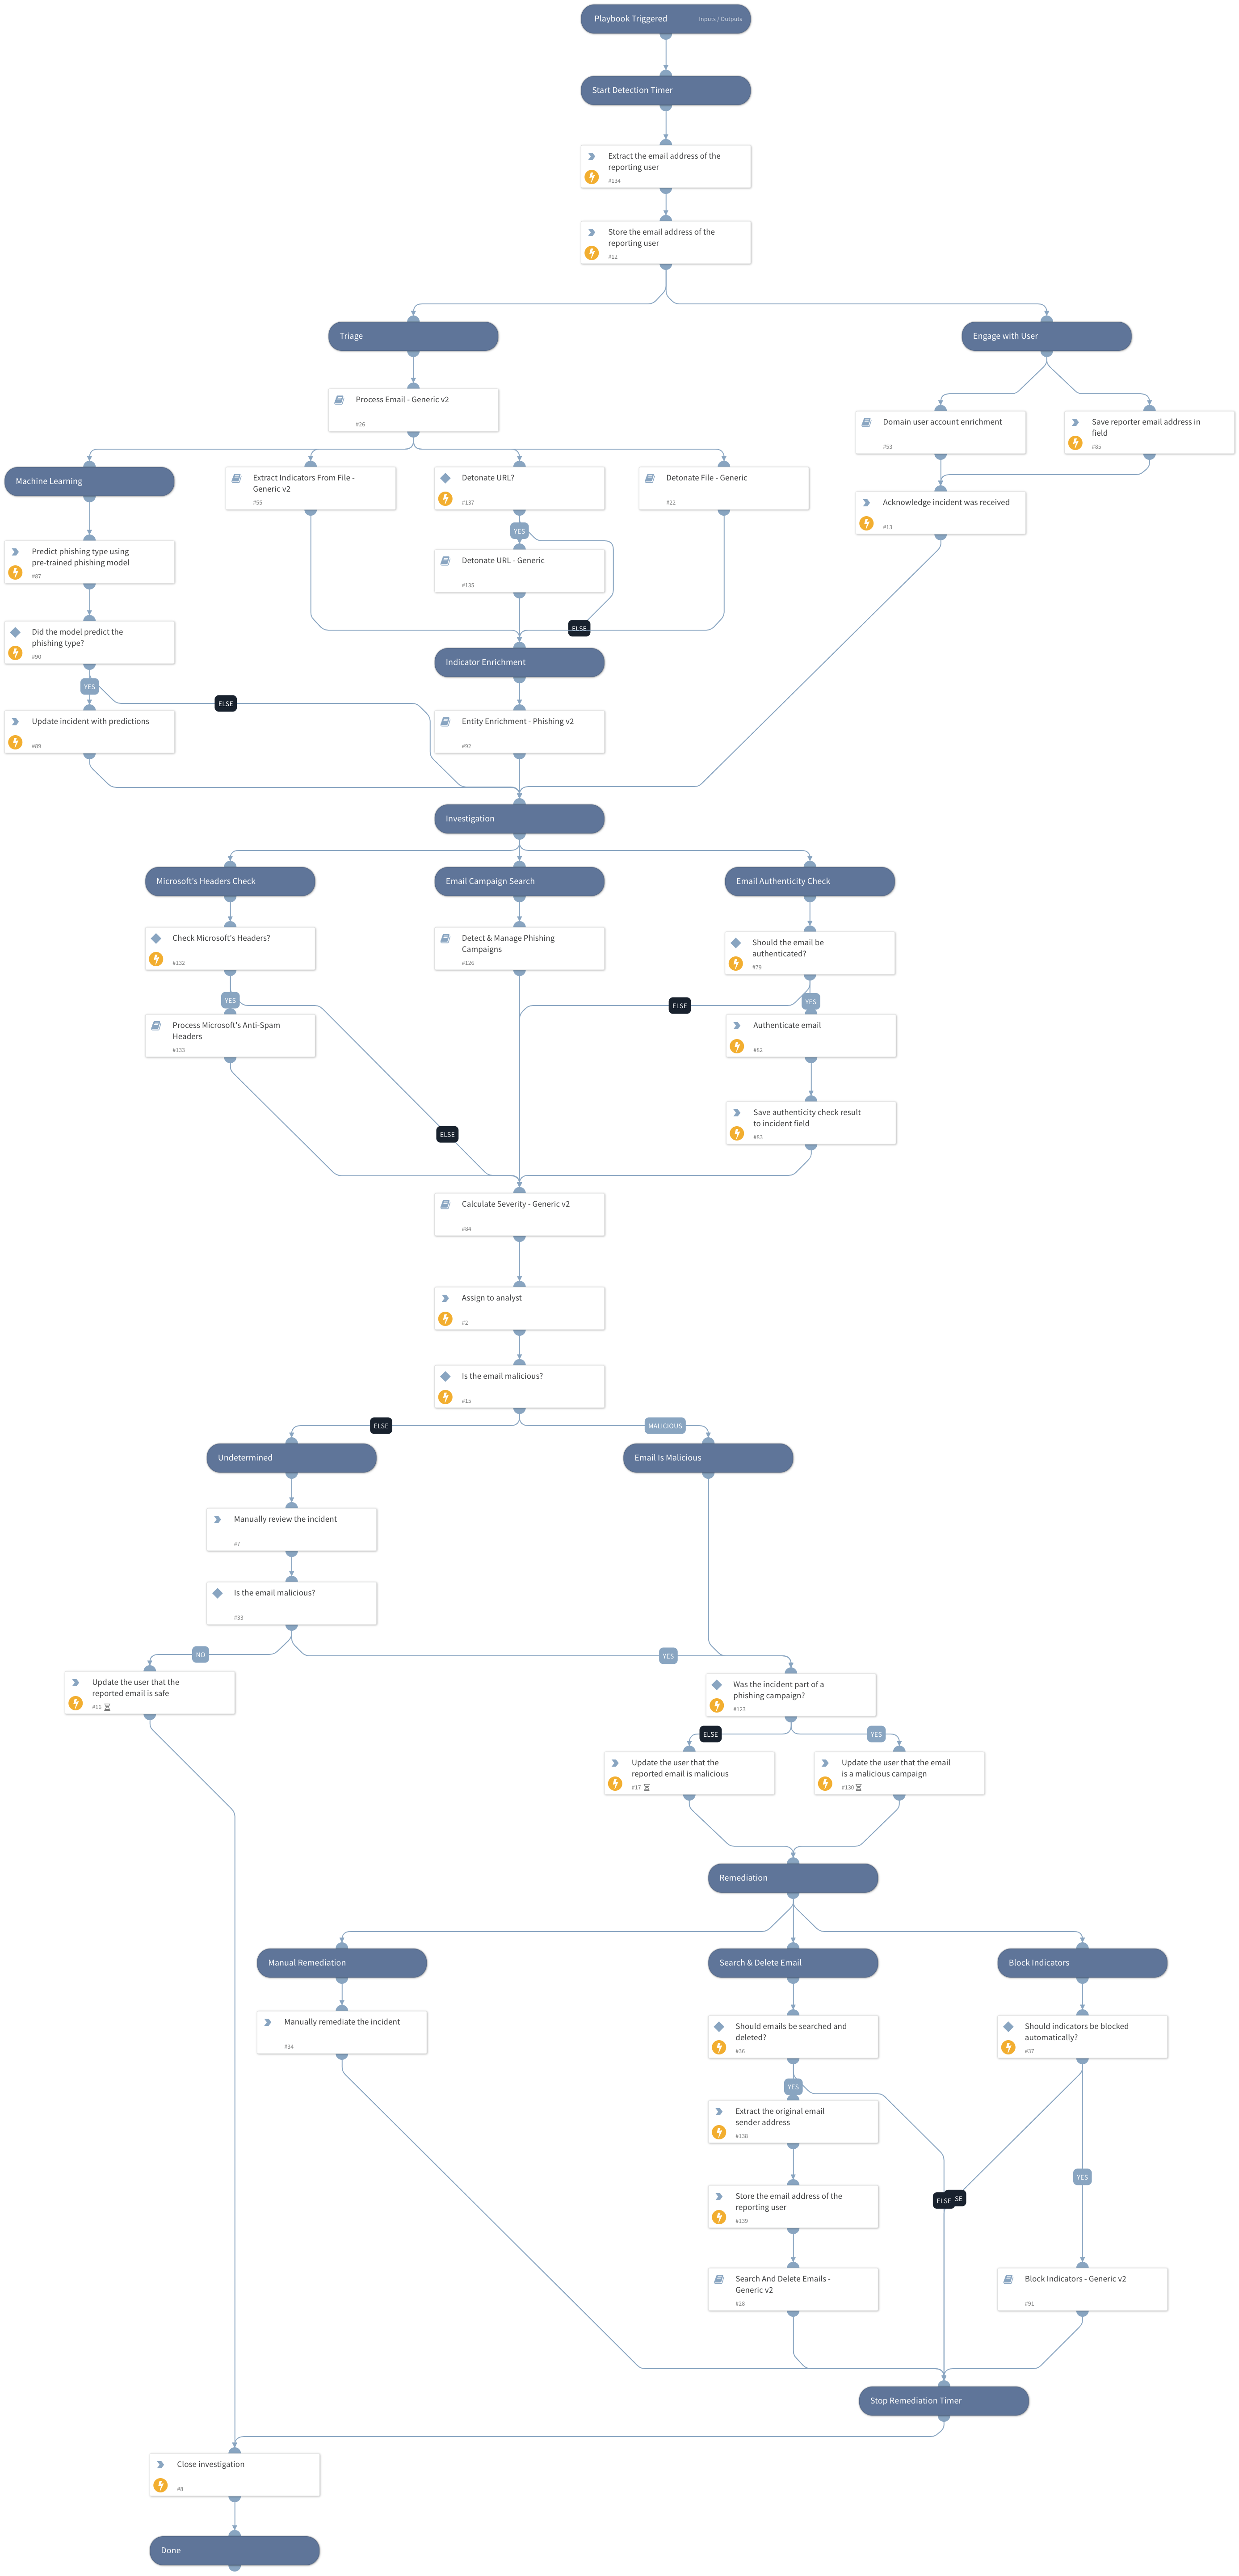 Playbook Triggered
Inputs / Outputs
Start Detection Timer
Extract the email address of the
reporting user
#134
Store the email address of the
reporting user
#12
Triage
Engage with User
Process Email - Generic v2
#26
Domain user account enrichment
#53
Save reporter email address in
field
#85
Machine Learning
Extract Indicators From File -
Generic v2
#55
Detonate URL?
#137
Detonate File - Generic
#12
Acknowledge incident was received
#13
YES
Predict phishing type using
pre-trained phishing model
#87
Detonate URL - Generic
#135
ELSE
Did the model predict the
phishing type?
#90
Indicator Enrichment
YES
ELSE
Update incident with predictions
#89
Entity Enrichment - Phishing v2
#92
Investigation
Microsoft's Headers Check
Email Campaign Search
Email Authenticity Check
Check Microsoft's Headers?
#132
Detect & Manage Phishing
Campaigns
#126
Should the email be
authenticated?
#79
YES
ELSE
YES
Process Microsoft's Anti-Spam
Headers
#133
Authenticate email
#82
Save authenticity check result
to incident field
#83
ELSE
Calculate Severity - Generic v2
#84
Assign to analyst
#2
Is the email malicious?
#15
ELSE
MALICIOUS
Undetermined
Email Is Malicious
Manually review the incident
#7
Is the email malicious?
#33
NO
YES
Update the user that the
reported email is safe
#16
Was the incident part of a
phishing campaign?
#123
ELSE
YES
Update the user that the
reported email is malicious
#17
Update the user that the email
is a malicious campaign
#130
Remediation
Manual Remediation
Search & Delete Email
Block Indicators
Manually remediate the incident
#34
Should emails be searched and
deleted?
#36
Should indicators be blocked
automatically?
#37
YES
Extract the original email
sender address
#138
YES
Store the email address of the
reporting user
#139
ELSE
SE
Search And Delete Emails -
Generic v2
#28
Block Indicators - Generic v2
#91
Stop Remediation Timer
Close investigation
#8
Done